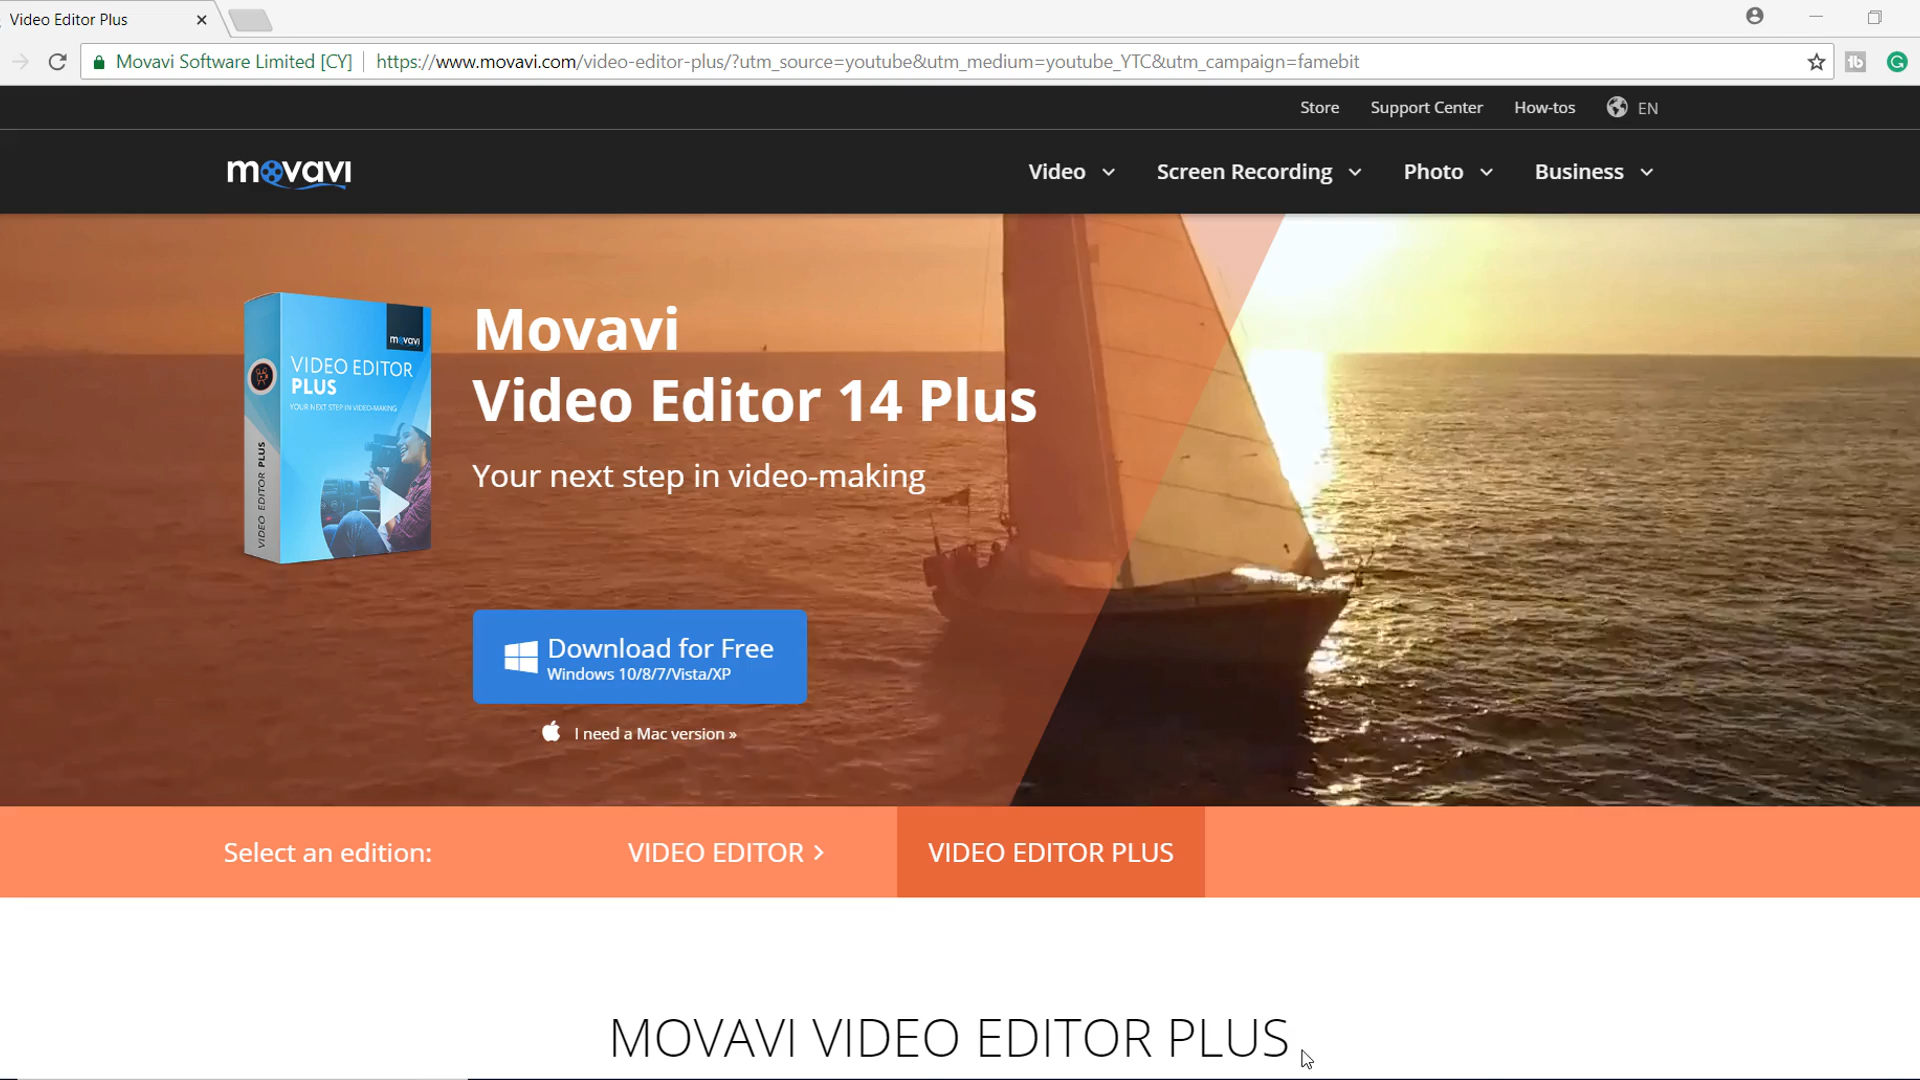 Video Editor Plus
Movavi Software Limited [CY]
https://www.movavi.com/video-editor-plus/?utm_source=youtube&utm_medium=youtube_YTC&utm_campaign=famebit
Store Support Center How-tos EN
movavi
Video Screen Recording Photo Business
movavi
VIDEO EDITOR
PLUS
YOUR NEXT STEP IN VIDEO-MAKING
VIDEO EDITOR PLUS
Movavi
Video Editor 14 Plus
Your next step in video-making
Download for Free
Windows 10/8/7/Vista/XP
I need a Mac version »
Select an edition: VIDEO EDITOR > VIDEO EDITOR PLUS
MOVAVI VIDEO EDITOR PLUS